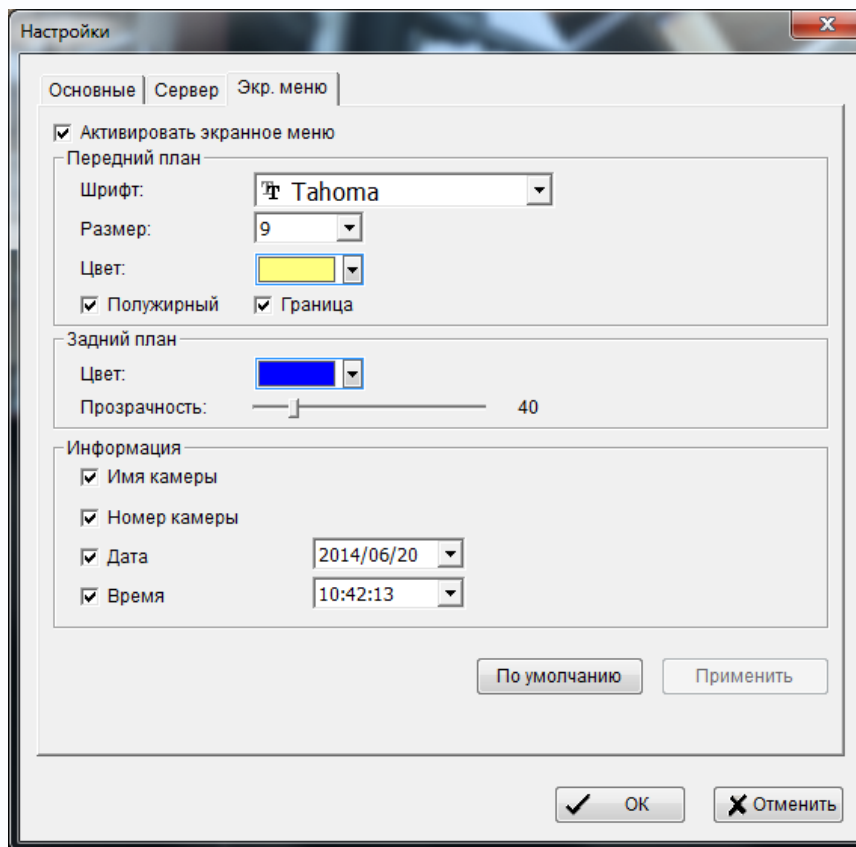 Настройки
Основные Сервер Экр. меню
Активировать экранное меню
Передний план
Шрифт: Tahoma
Размер: 9
Цвет:
Полужирный Граница
Задний план
Цвет:
Прозрачность: 40
Информация
Имя камеры
Номер камеры
Дата 2014/06/20
Время 10:42:13
По умолчанию Применить
ОК Отменить